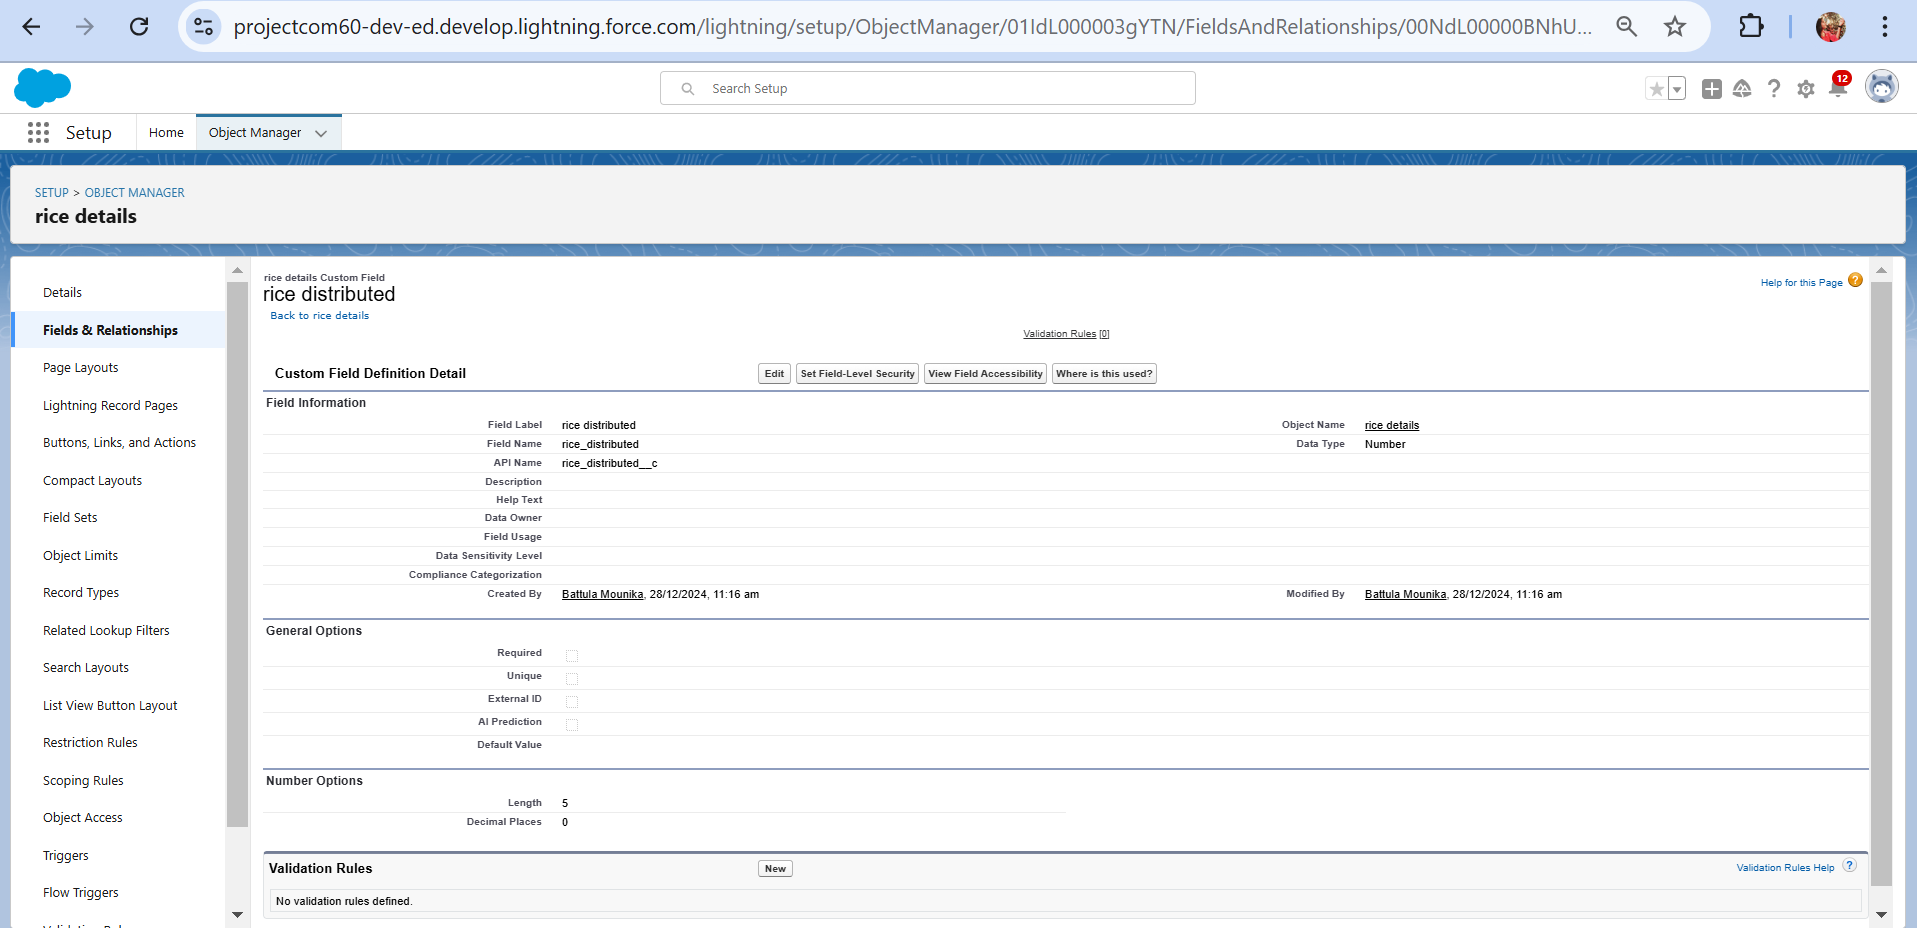 projectcom60-dev-ed.develop.lightning.force.com/lightning/setup/ObjectManager/01IdL000003gYTN/FieldsAndRelationships/00NdL00000BNhU...
Search Setup
12
Setup
Home
Object Manager
SETUP > OBJECT MANAGER
rice details
Details
Fields & Relationships
Page Layouts
Lightning Record Pages
Buttons, Links, and Actions
Compact Layouts
Field Sets
Object Limits
Record Types
Related Lookup Filters
Search Layouts
List View Button Layout
Restriction Rules
Scoping Rules
Object Access
Triggers
Flow Triggers
rice details Custom Field
rice distributed
Back to rice details
Help for this Page ?
Validation Rules [0]
Custom Field Definition Detail
Edit
Set Field-Level Security
View Field Accessibility
Where is this used?
Field Information
Field Label rice distributed
Object Name rice details
Field Name rice_distributed
Data Type Number
API Name rice_distributed__c
Description
Help Text
Data Owner
Field Usage
Data Sensitivity Level
Compliance Categorization
Created By Battula Mounika, 28/12/2024, 11:16 am
Modified By Battula Mounika, 28/12/2024, 11:16 am
General Options
Required
Unique
External ID
AI Prediction
Default Value
Number Options
Length 5
Decimal Places 0
Validation Rules
New
Validation Rules Help ?
No validation rules defined.